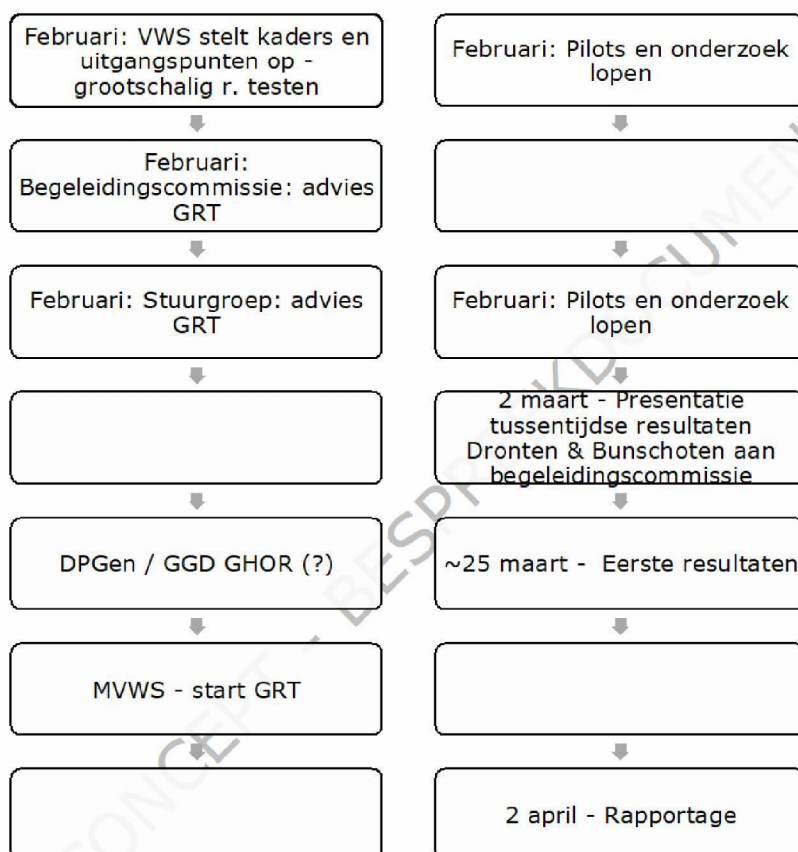 Februari: VWS stelt kaders en
uitgangspunten op -
grootschalig r. testen
Februari:
Begeleidingscommissie: advies
GRT
Februari: Stuurgroep: advies
GRT
DPGen / GGD GHOR (?)
MVWS - start GRT
Februari: Pilots en onderzoek
lopen
Februari: Pilots en onderzoek
lopen
2 maart - Presentatie
tussentijdse resultaten
Dronten & Bunschoten aan
begeleidingscommissie
~25 maart - Eerste resultaten
2 april - Rapportage
CONCEPT - BESPREEKDOCUMEN